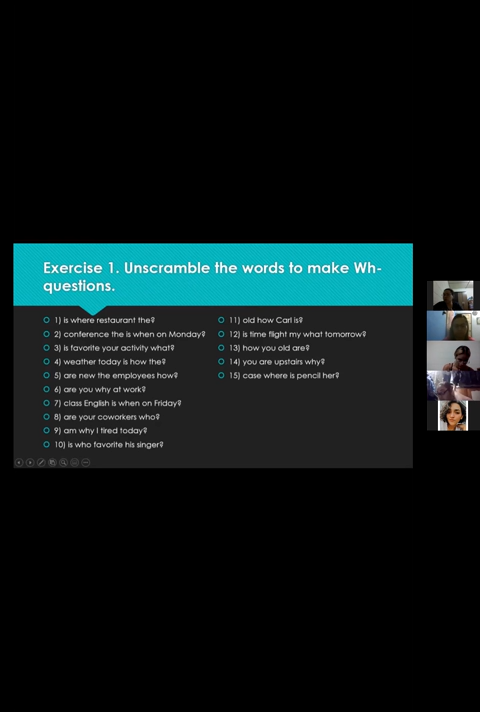 Exercise 1. Unscramble the words to make Wh-
questions.
1) is where restaurant the?
2) conference the is when on Monday?
3) is favorite your activity what?
4) weather today is how the?
5) are new the employees how?
6) are you why at work?
7) class English is when on Friday?
8) are your coworkers who?
9) am why I tired today?
10) is who favorite his singer?
11) old how Carl is?
12) is time flight my what tomorrow?
13) how you old are?
14) you are upstairs why?
15) case where is pencil her?